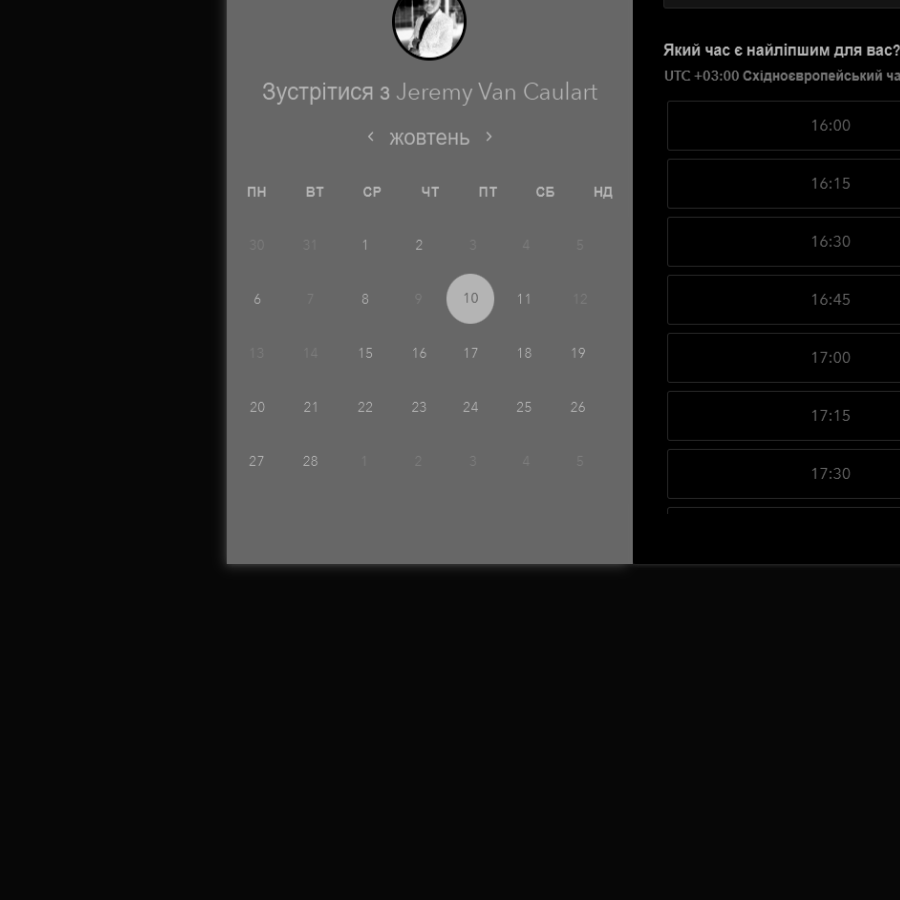 Зустрітися з Jeremy Van Caulart
< жовтень >
ПН ВТ СР ЧТ ПТ СБ НД
30 31 1 2 3 4 5
6 7 8 9 10 11 12
13 14 15 16 17 18 19
20 21 22 23 24 25 26
27 28 1 2 3 4 5
Який час є найліпшим для вас?
UTC +03:00 Східноєвропейський ча
16:00
16:15
16:30
16:45
17:00
17:15
17:30